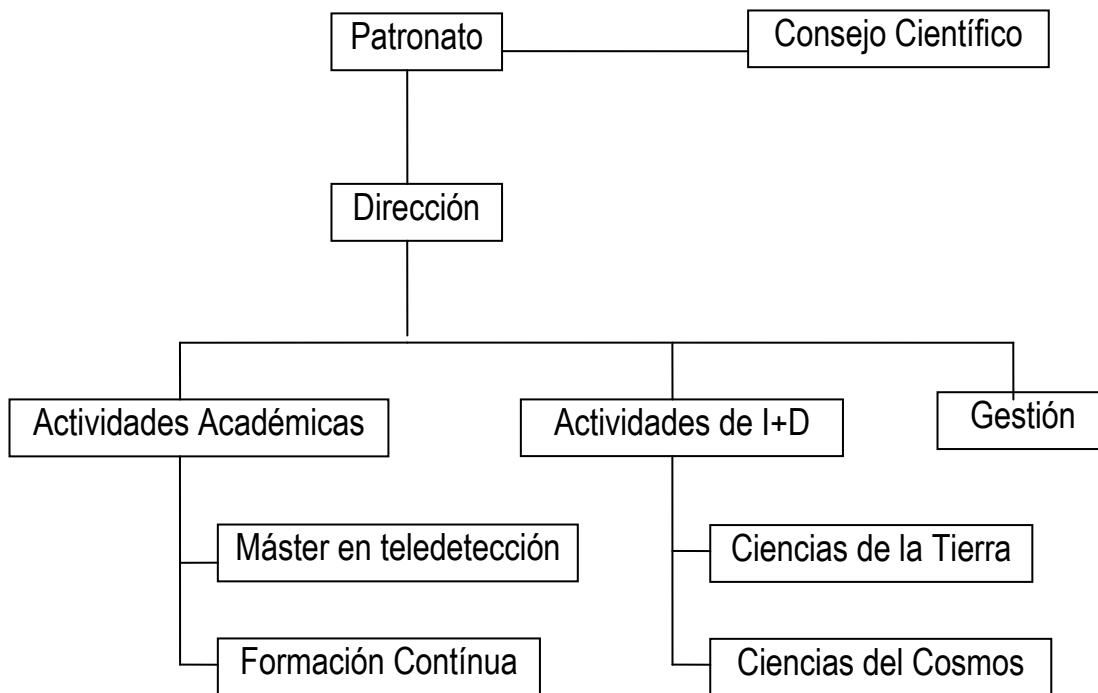 Patronato
Consejo Científico
Dirección
Actividades Académicas
Actividades de I+D
Gestión
Máster en teledetección
Ciencias de la Tierra
Formación Contínua
Ciencias del Cosmos